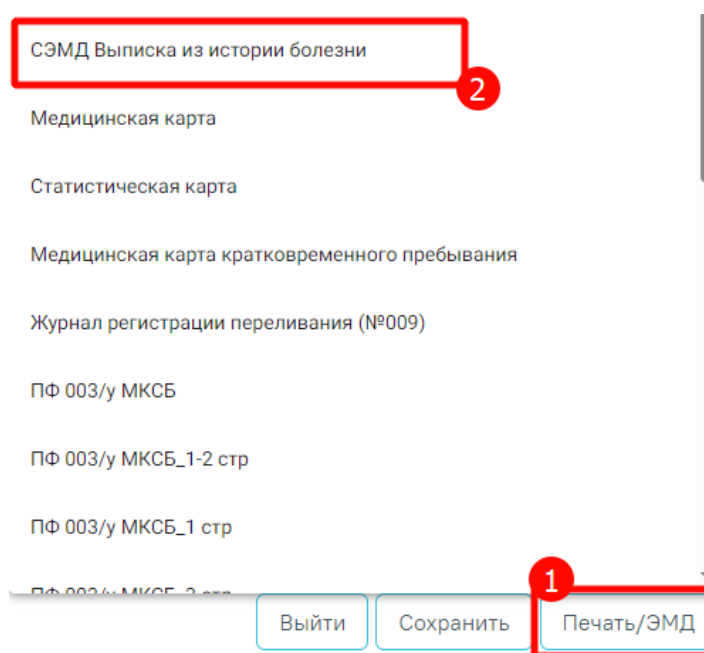 СЭМД Выписка из истории болезни
2
Медицинская карта
Статистическая карта
Медицинская карта кратковременного пребывания
Журнал регистрации переливания (№009)
ПФ 003/у МКСБ
ПФ 003/у МКСБ_1-2 стр
ПФ 003/у МКСБ_1 стр
1
Выйти Сохранить Печать/ЭМД